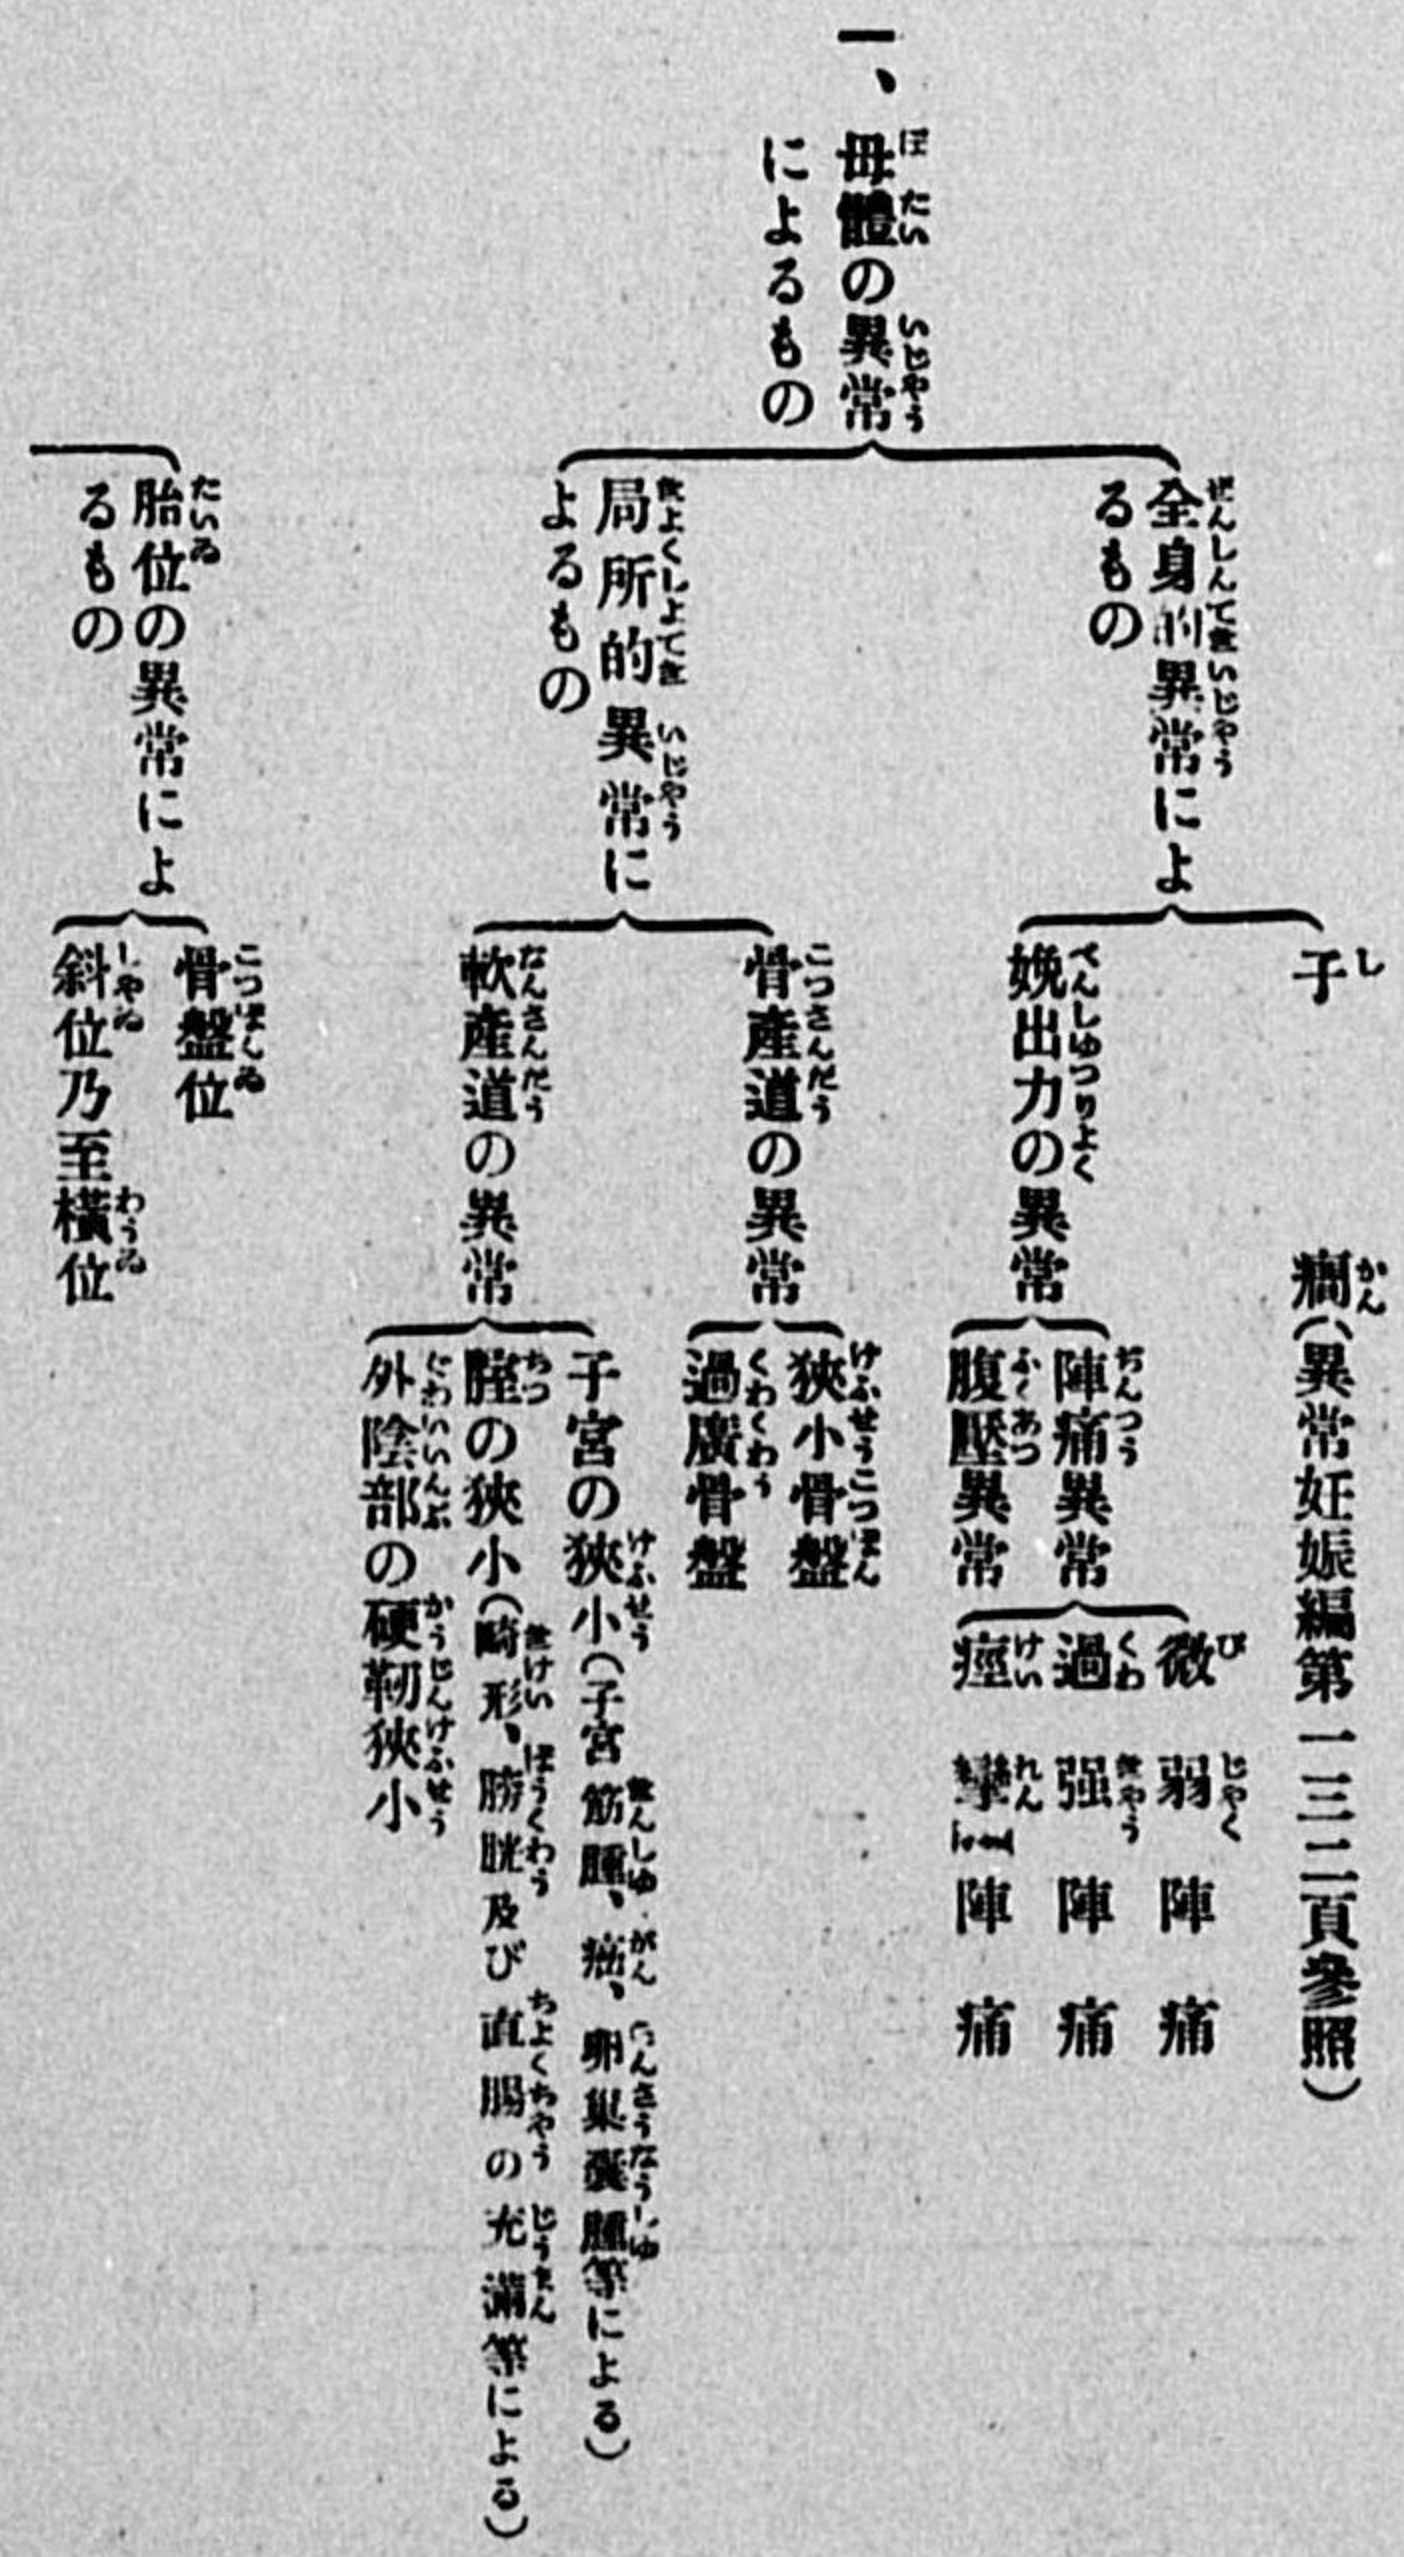 一、母體の異常
によるもの
全身的異常によ
るもの
子癇(異常妊娠編第一三二頁參照)
娩出力の異常
陣痛異常
微弱陣痛
過强陣痛
痙攣陣痛
腹壓異常
局所的異常に
よるもの
骨産道の異常
狹小骨盤
過廣骨盤
軟産道の異常
子宮の狹小(子宮筋腫、癌、卵巢囊腫等による)
腟の狹小(畸形、膀胱及び直腸の充滿等による)
外陰部の硬靭狹小
胎位の異常によ
るもの
骨盤位
斜位乃至横位